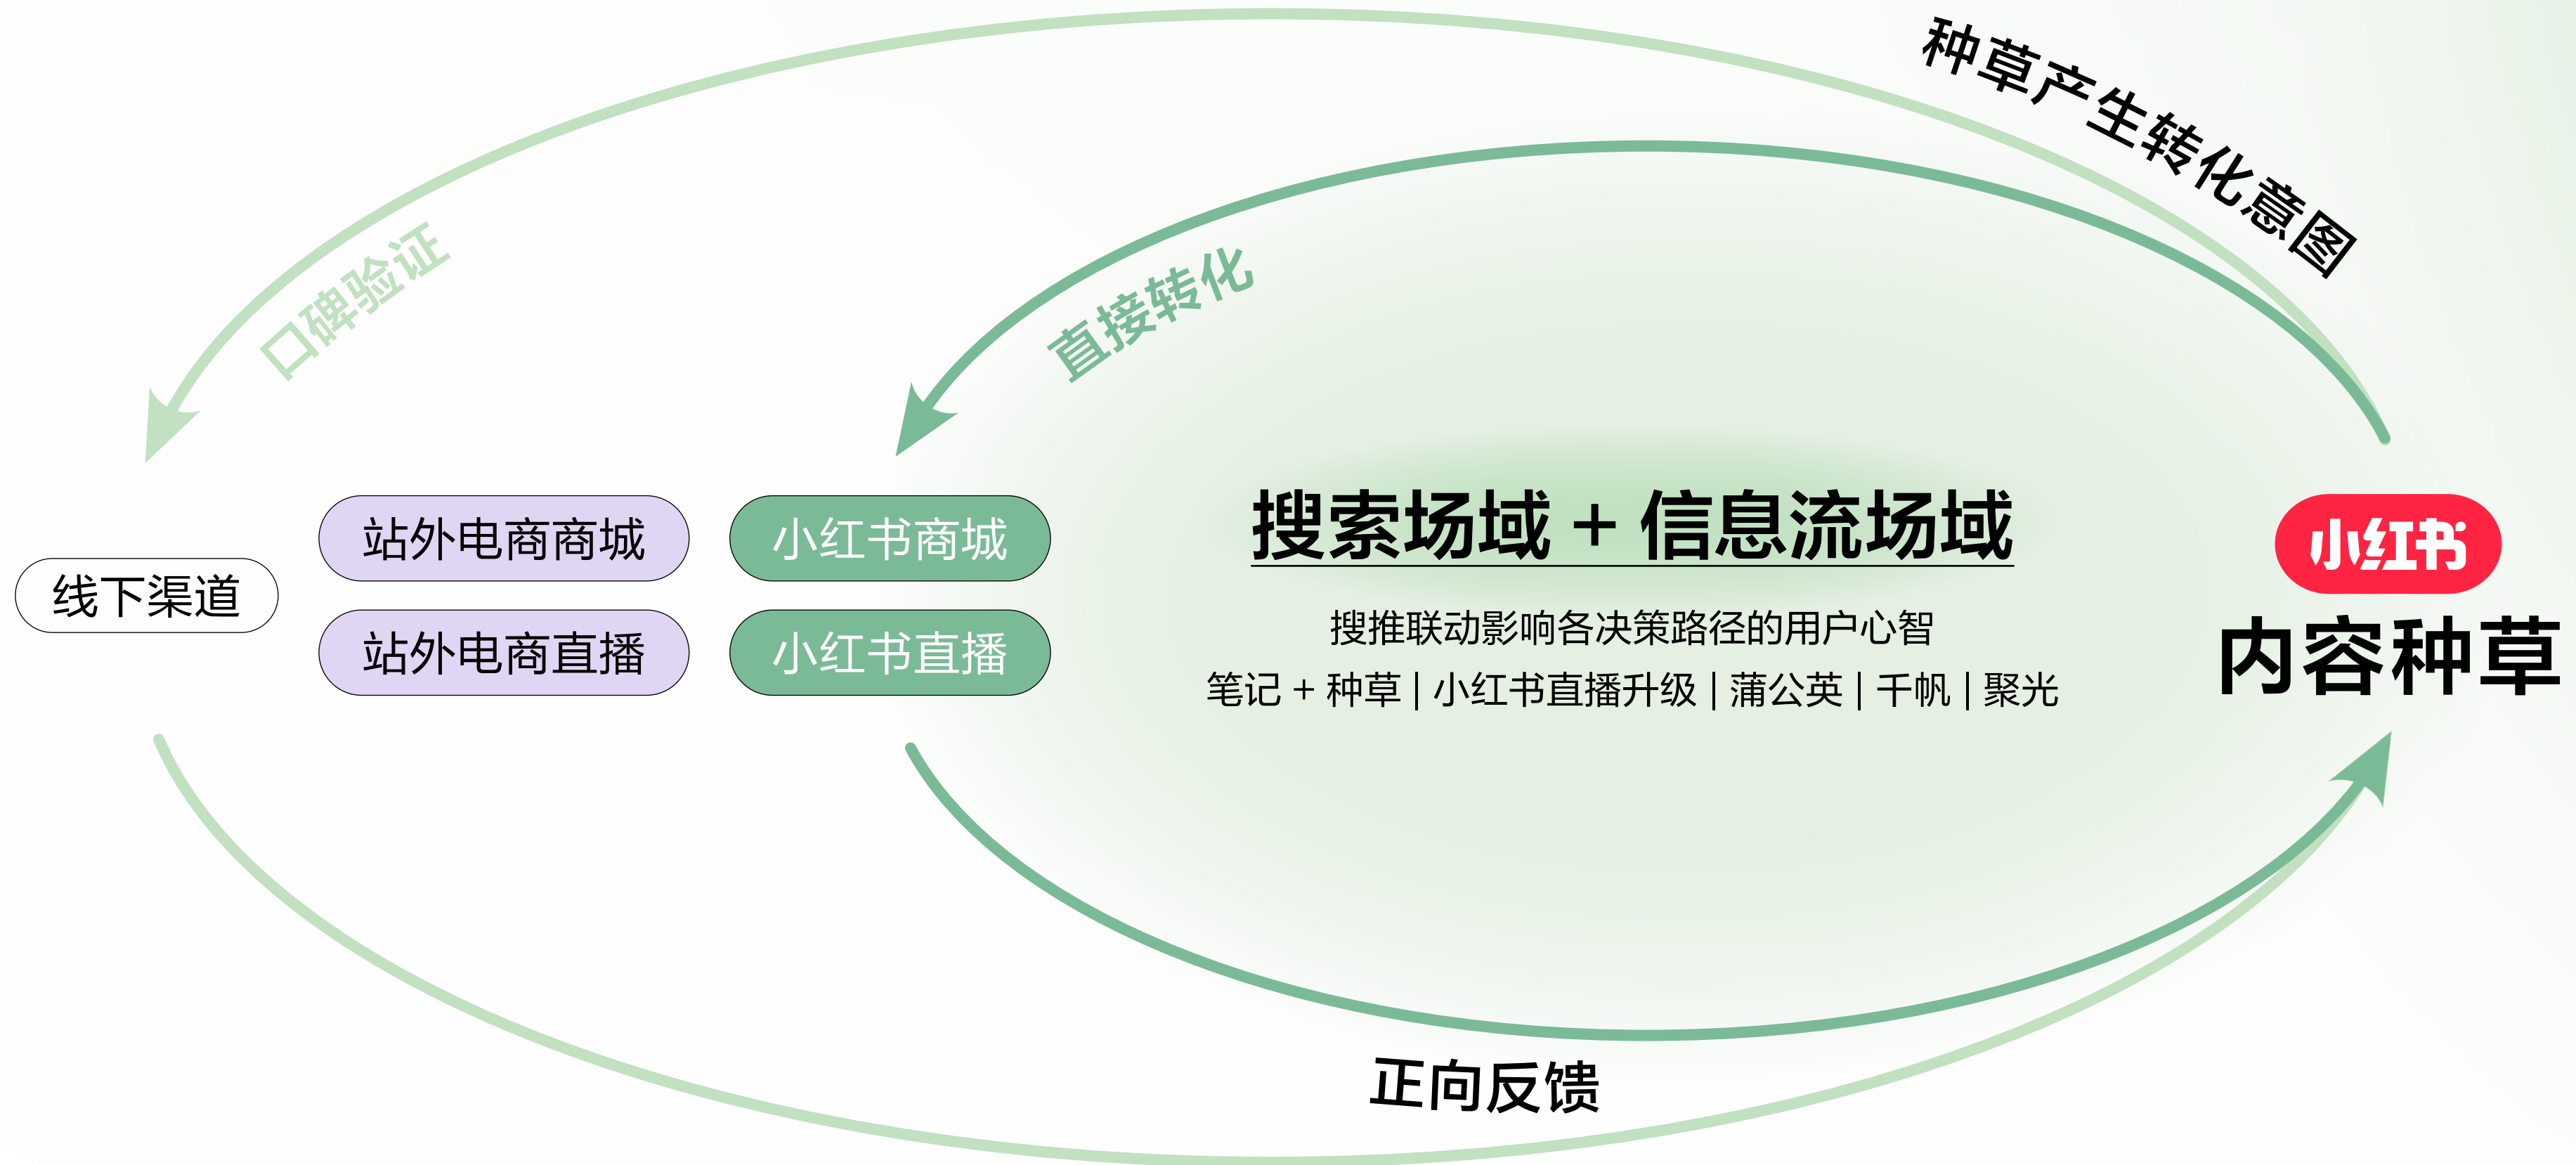 种草产生转化意图
口碑验证
直接转化
线下渠道
站外电商商城
站外电商直播
小红书商城
小红书直播
搜索场域 + 信息流场域
搜推联动影响各决策路径的用户心智
笔记 + 种草 | 小红书直播升级 | 蒲公英 | 千帆 | 聚光
小红书
内容种草
正向反馈